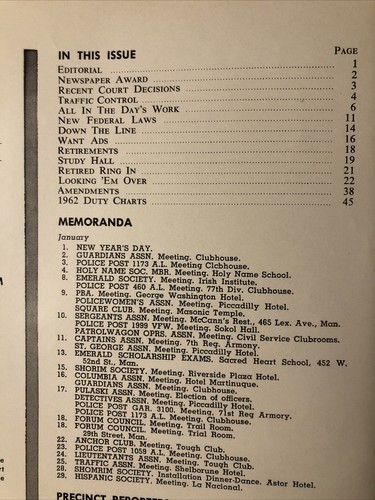 IN THIS ISSUE PAGE
EDITORIAL 1
NEWSPAPER AWARD 2
RECENT COURT DECISIONS 3
TRAFFIC CONTROL 4
ALL IN THE DAY'S WORK 6
NEW FEDERAL LAWS 11
DOWN THE LINE 14
WANT ADS 16
RETIREMENTS 18
STUDY HALL 19
RETIRED RING IN 21
LOOKING 'EM OVER 22
AMENDMENTS 38
1962 DUTY CHARTS 45
MEMORANDA
January
1. NEW YEAR'S DAY.
2. GUARDIANS ASSN. Meeting. Clubhouse.
3. POLICE POST 1173 A.L. Meeting Clcbhouse.
4. HOLY NAME SOC. MBR. Meeting. Holy Name School.
8. EMERALD SOCIETY. Meeting. Irish Institute.
POLICE POST 460 A.L. Meeting. 77th Div. Clubhouse.
9. PBA. Meeting. George Washington Hotel.
POLICEWOMEN'S ASSN. Meeting. Piccadilly Hotel.
SQUARE CLUB. Meeting. Masonic Temple.
10. SERGEANTS ASSN. Meeting. McCann's Rest., 465 Lex. Ave., Man.
POLICE POST 1999 VFW. Meeting. Sokol Hall.
PATROLWAGON OPRS. ASSN. Meeting. Civil Service Clubrooms.
11. CAPTAINS ASSN. Meeting. 7th Reg. Armory.
ST. GEORGE ASSN. Meeting. Piccadilly Hotel.
13. EMERALD SCHOLARSHIP EXAMS. Sacred Heart School, 452 W.
52nd St., Man.
15. SHORIM SOCIETY. Meeting. Riverside Plaza Hotel.
16. COLUMBIA ASSN. Meeting. Hotel Martinique.
GUARDIANS ASSN. Meeting. Clubhouse.
17. PULASKI ASSN. Meeting. Election of officers.
DETECTIVES ASSN. Meeting. Piccadilly Hotel.
POLICE POST GAR. 3100. Meeting. 71st Reg Armory.
POLICE POST 1173 A.L. Meeting. Clubhouse.
18. FORUM COUNCIL. Meeting. Trail Room.
18. FORUM COUNCIL. Meeting. Trial Room.
29th Street, Man.
22. ANCHOR CLUB. Meeting. Tough Club.
23. POLICE POST 1059 A.L. Meeting. Clubhouse.
24. LIEUTENTANTS ASSN. Meeting. Tough Club.
25. TRAFFIC ASSN. Meeting. Shelborune Hotel.
28. SHOMRIM SOCIETY. Installation Dinner-Dance. Astor Hotel.
29. HISPANIC SOCIETY. Meeting. La Nacional.